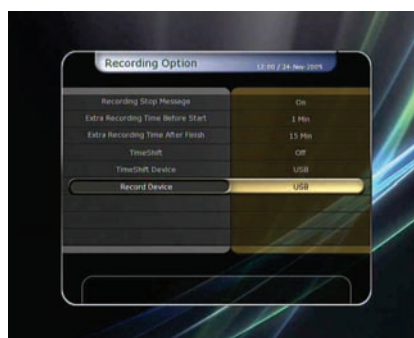 Recording Option 12:00 / 24-Nov-2009
Recording Stop Message On
Extra Recording Time Before Start 1 Min
Extra Recording Time After Finish 15 Min
TimeShift Off
TimeShift Device USB
Record Device USB